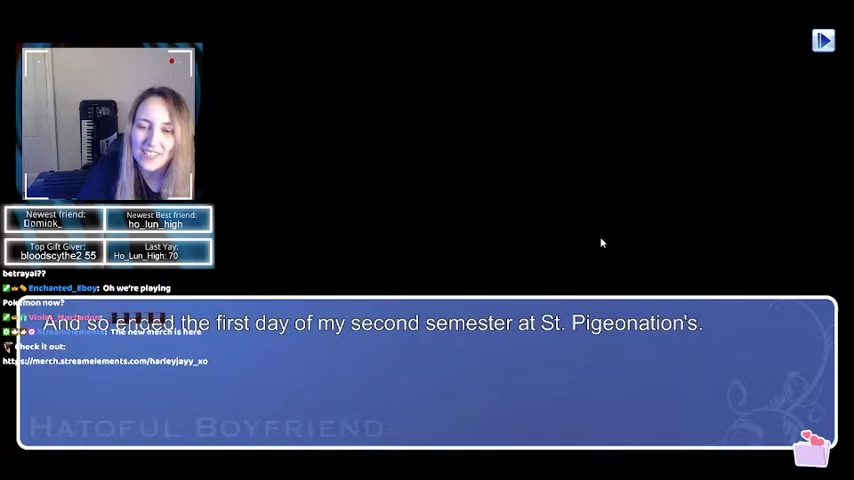 Newest friend:
Domiok_
Newest Best friend:
ho_lun_high
Top Gift Giver:
bloodscythe2 55
Last Yay:
Ho_Lun_High: 70
betrayal??
Enchanted_Eboy: Oh we're playing
Pokemon now?
And so ended the first day of my second semester at St. Pigeonation's.
StreamElements: The new merch is here
Check it out:
https://merch.streamelements.com/harleyjayy_xo
HATOFUL BOYFRIEND